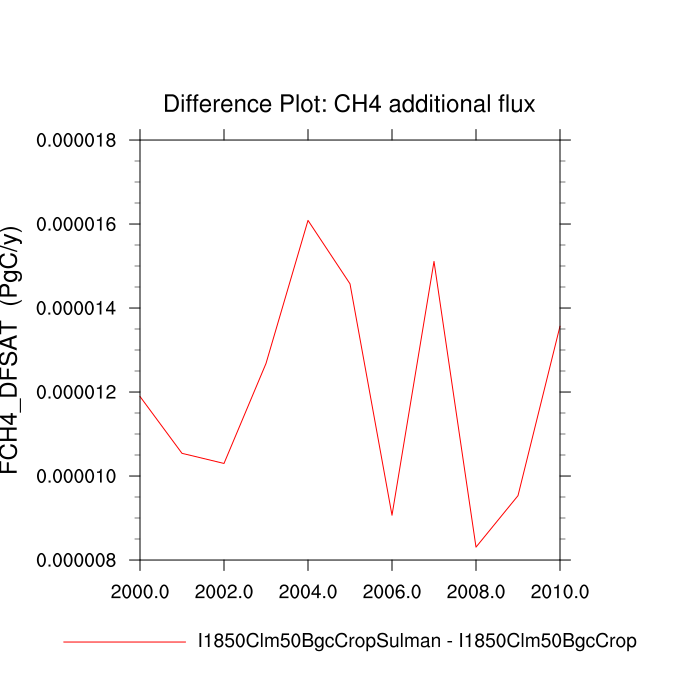 Difference Plot: CH4 additional flux
FCH4_DFSAT (PgC/y)
0.000018
0.000016
0.000014
0.000012
0.000010
0.000008
2000.0 2002.0 2004.0 2006.0 2008.0 2010.0
I1850Clm50BgcCropSulman - I1850Clm50BgcCrop